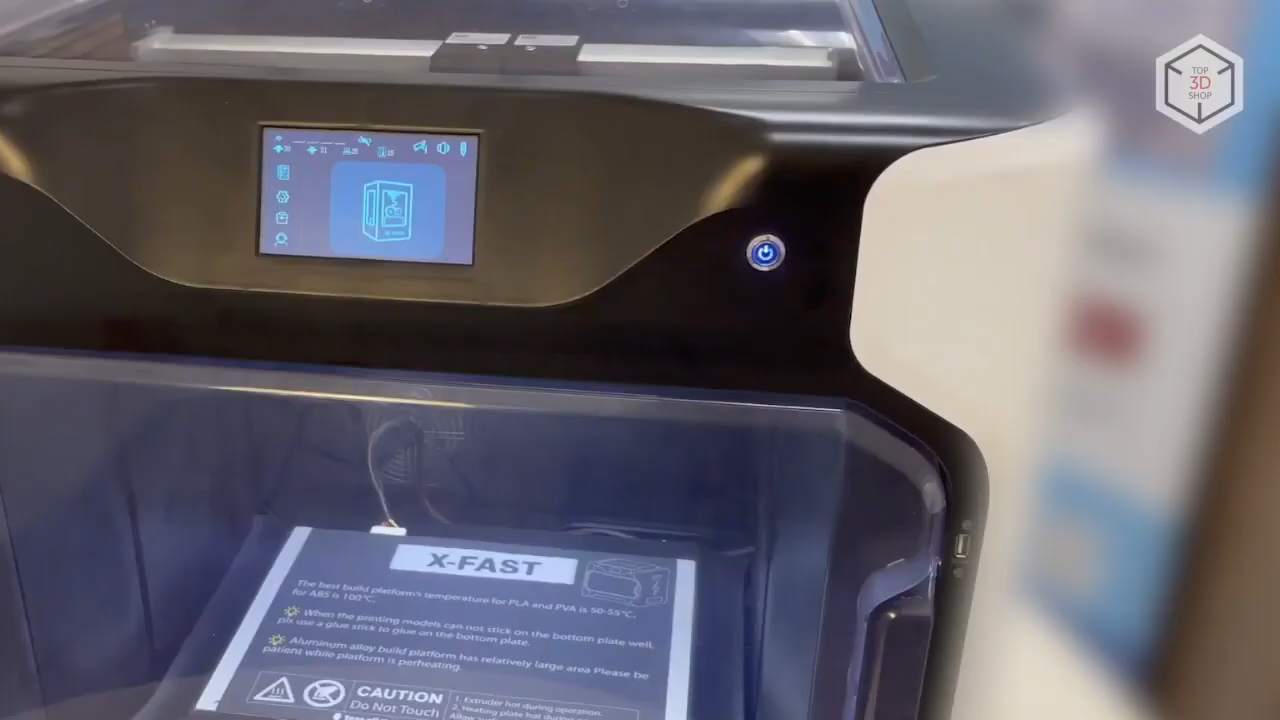 TOP
3D
SHOP
X-FAST
The best build platform's temperature for PLA and PVA is 50-55℃,
for ABS is 100℃.
When the printing models can not stick on the bottom plate well,
pls use a glue stick to glue on the bottom plate.
Aluminum alloy build platform has relatively large area Please be
patient while platform is perheating.
CAUTION
Do Not Touch
1. Extruder hot during operation.
2. Heating plate hot during
Allow